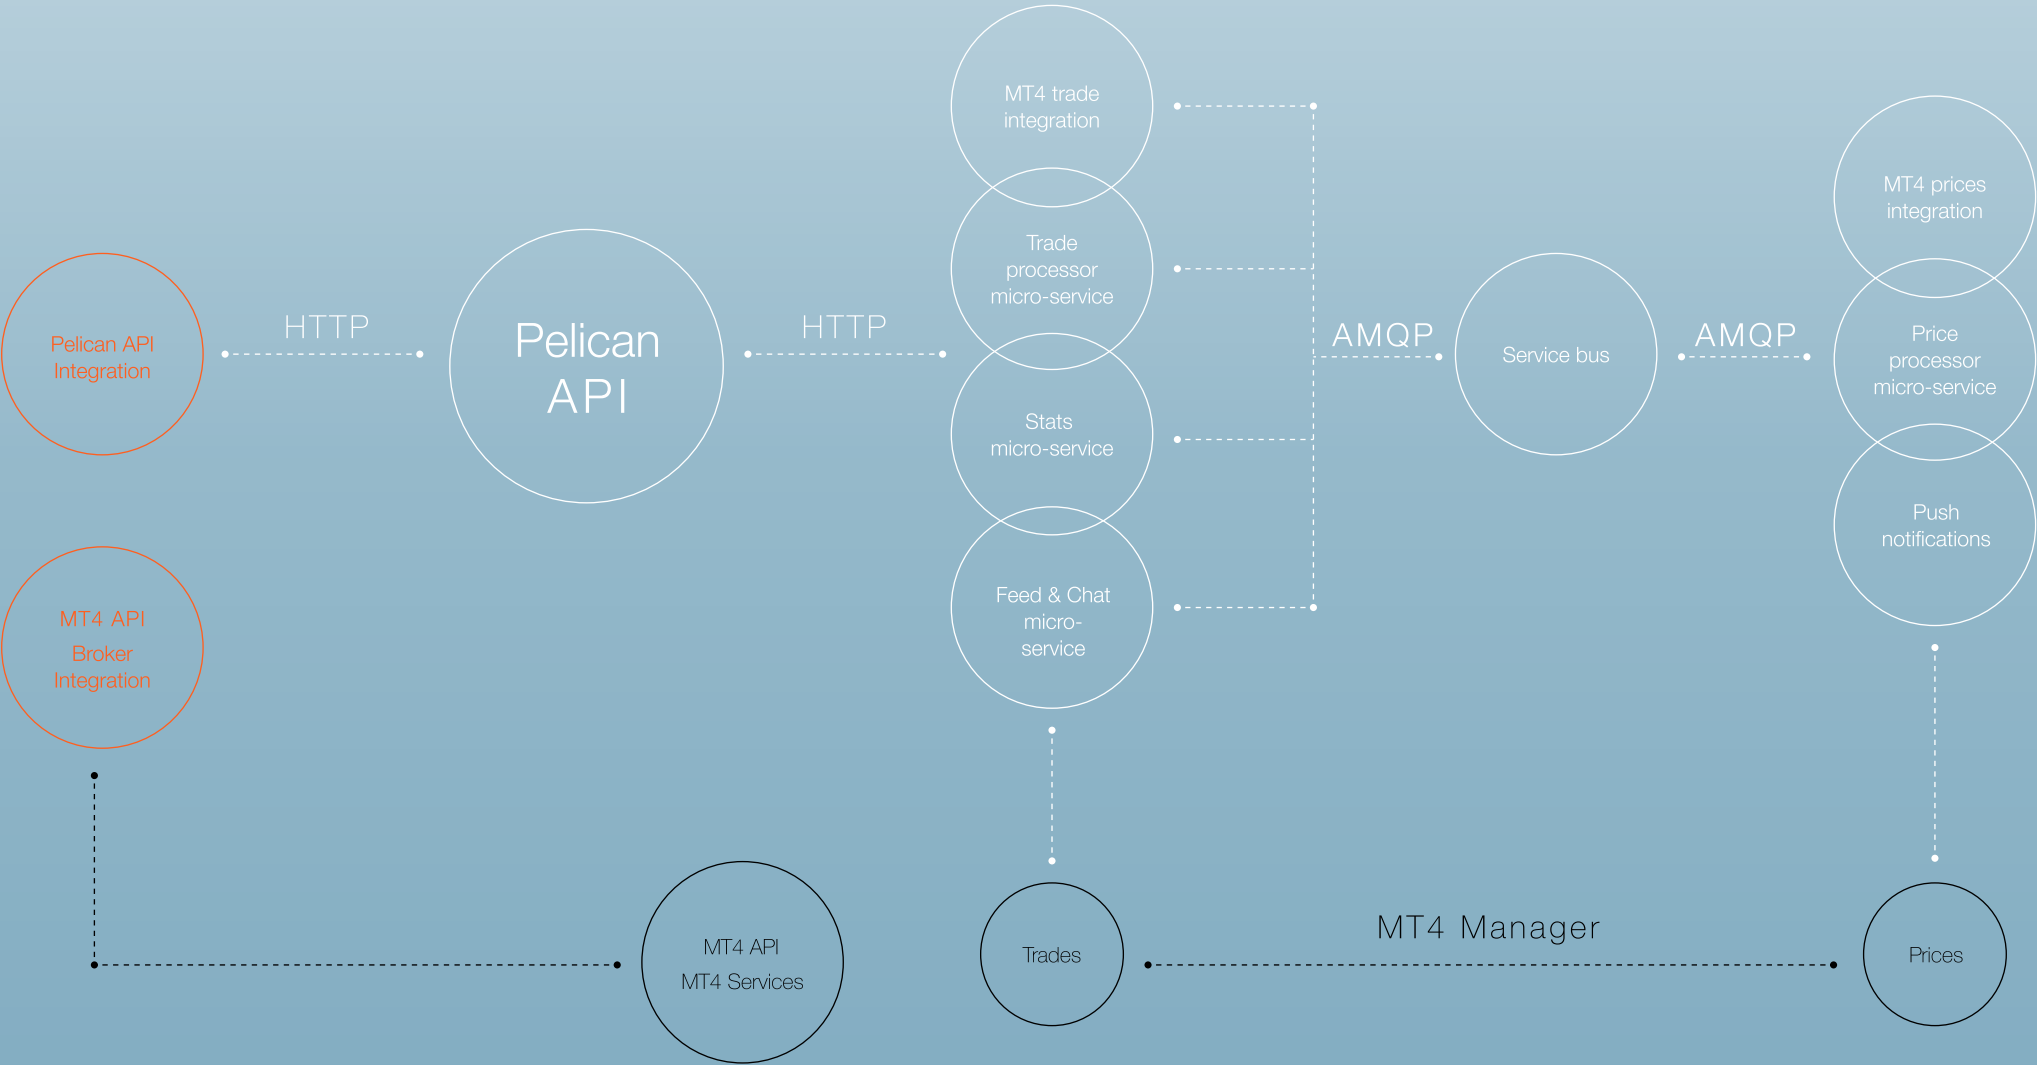 Pelican API
Integration
HTTP
Pelican
API
HTTP
MT4 trade
integration
Trade
processor
micro-service
Stats
micro-service
Feed & Chat
micro-
service
AMQP
Service bus
AMQP
MT4 prices
integration
Price
processor
micro-service
Push
notifications
MT4 API
Broker
Integration
MT4 API
MT4 Services
Trades
MT4 Manager
Prices